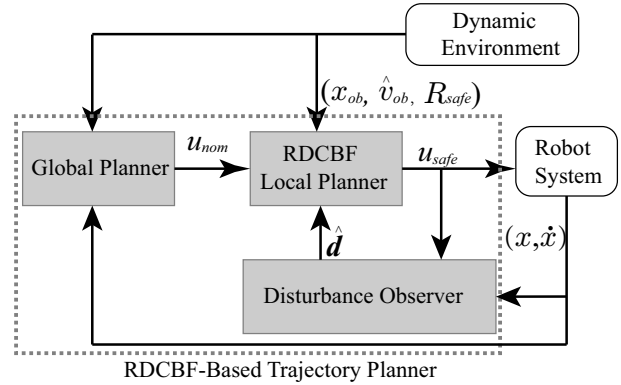 Dynamic
Environment
(x_ob, v̂_ob, R_safe)
Global Planner
u_nom
RDCBF
Local Planner
u_safe
Robot
System
(x,ẋ)
d̂
Disturbance Observer
RDCBF-Based Trajectory Planner